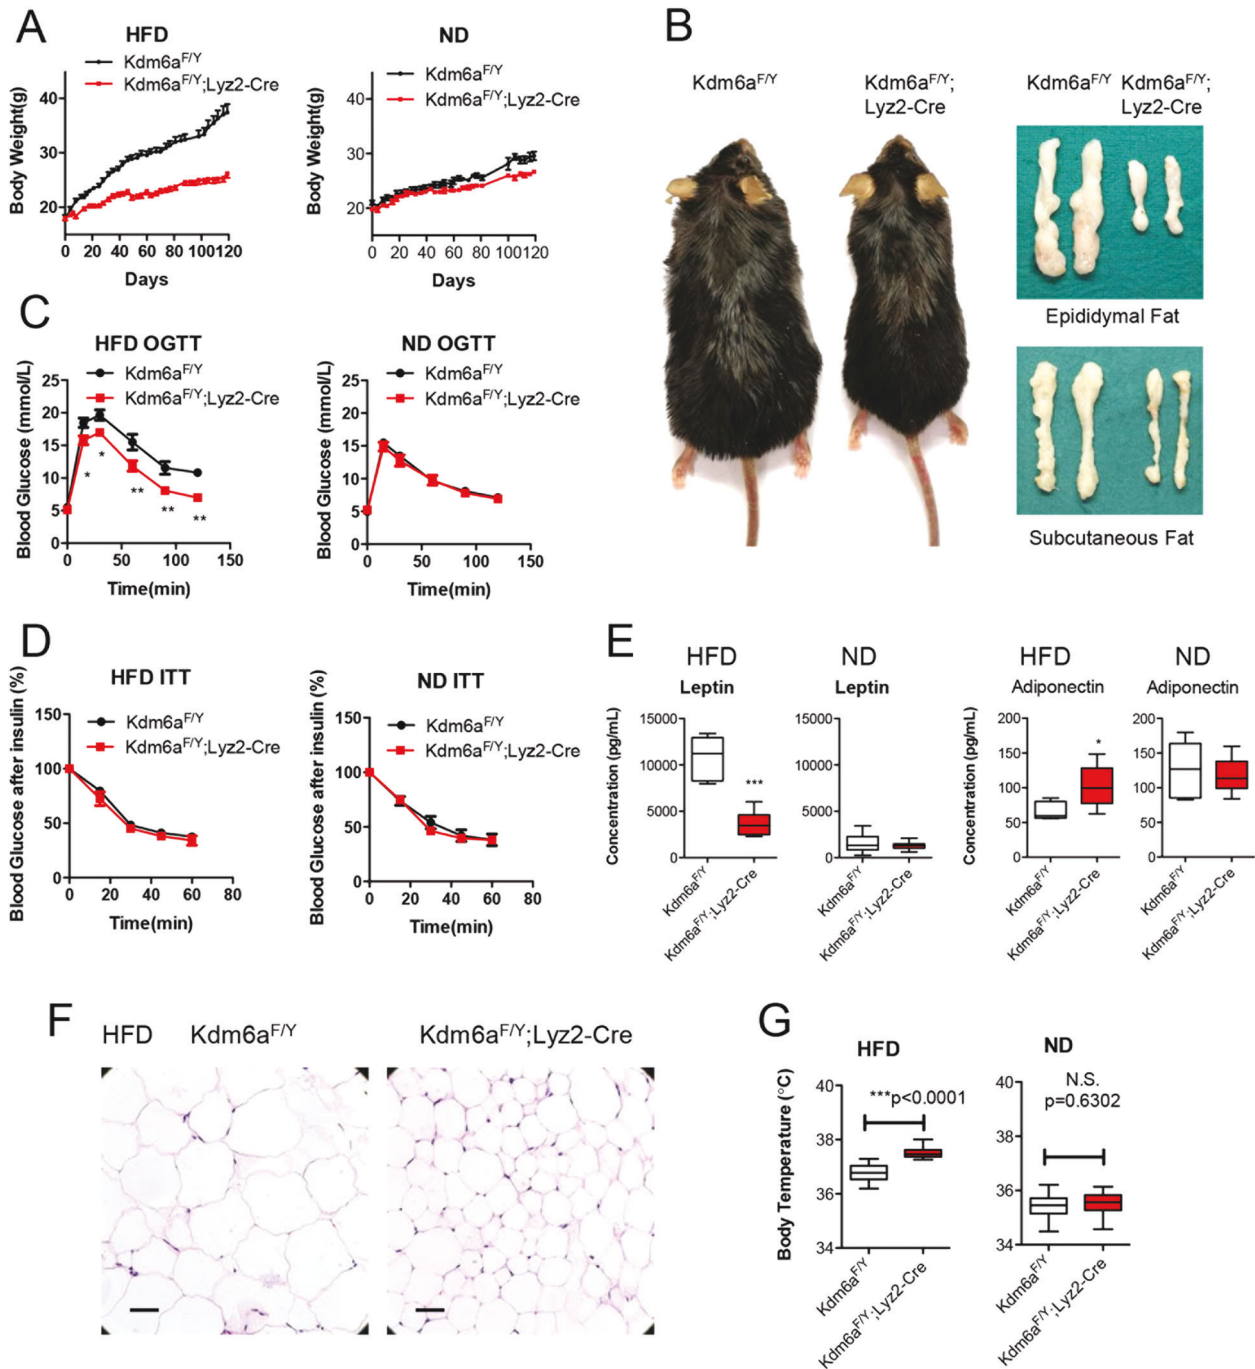 A
HFD
Kdm6aF/Y
Kdm6aF/Y;Lyz2-Cre
Body Weight(g)
40
30
20
0 20 40 60 80 100120
Days
ND
Kdm6aF/Y
Kdm6aF/Y;Lyz2-Cre
Body Weight(g)
40
30
20
0 20 40 60 80 100120
Days
B
Kdm6aF/Y
Kdm6aF/Y;
Lyz2-Cre
Kdm6aF/Y Kdm6aF/Y;
Lyz2-Cre
Epididymal Fat
Subcutaneous Fat
C
HFD OGTT
Kdm6aF/Y
Kdm6aF/Y;Lyz2-Cre
Blood Glucose (mmol/L)
25
20
15
10
5
0
* * ** ** **
0 50 100 150
Time(min)
ND OGTT
Kdm6aF/Y
Kdm6aF/Y;Lyz2-Cre
Blood Glucose (mmol/L)
25
20
15
10
5
0
0 50 100 150
Time(min)
D
HFD ITT
Kdm6aF/Y
Kdm6aF/Y;Lyz2-Cre
Blood Glucose after insulin (%)
150
100
50
0
0 20 40 60 80
Time(min)
ND ITT
Kdm6aF/Y
Kdm6aF/Y;Lyz2-Cre
Blood Glucose after insulin (%)
150
100
50
0
0 20 40 60 80
Time(min)
E
HFD
Leptin
Concentration (pg/mL)
15000
10000
5000
0
***
Kdm6aF/Y
Kdm6aF/Y;Lyz2-Cre
ND
Leptin
15000
10000
5000
0
Kdm6aF/Y
Kdm6aF/Y;Lyz2-Cre
HFD
Adiponectin
Concentration (pg/mL)
200
150
100
50
0
*
Kdm6aF/Y
Kdm6aF/Y;Lyz2-Cre
ND
Adiponectin
200
150
100
50
0
Kdm6aF/Y
Kdm6aF/Y;Lyz2-Cre
F
HFD Kdm6aF/Y Kdm6aF/Y;Lyz2-Cre
G
HFD
Body Temperature (°C)
40
38
36
34
***p<0.0001
Kdm6aF/Y
Kdm6aF/Y;Lyz2-Cre
ND
N.S.
p=0.6302
40
38
36
34
Kdm6aF/Y
Kdm6aF/Y;Lyz2-Cre